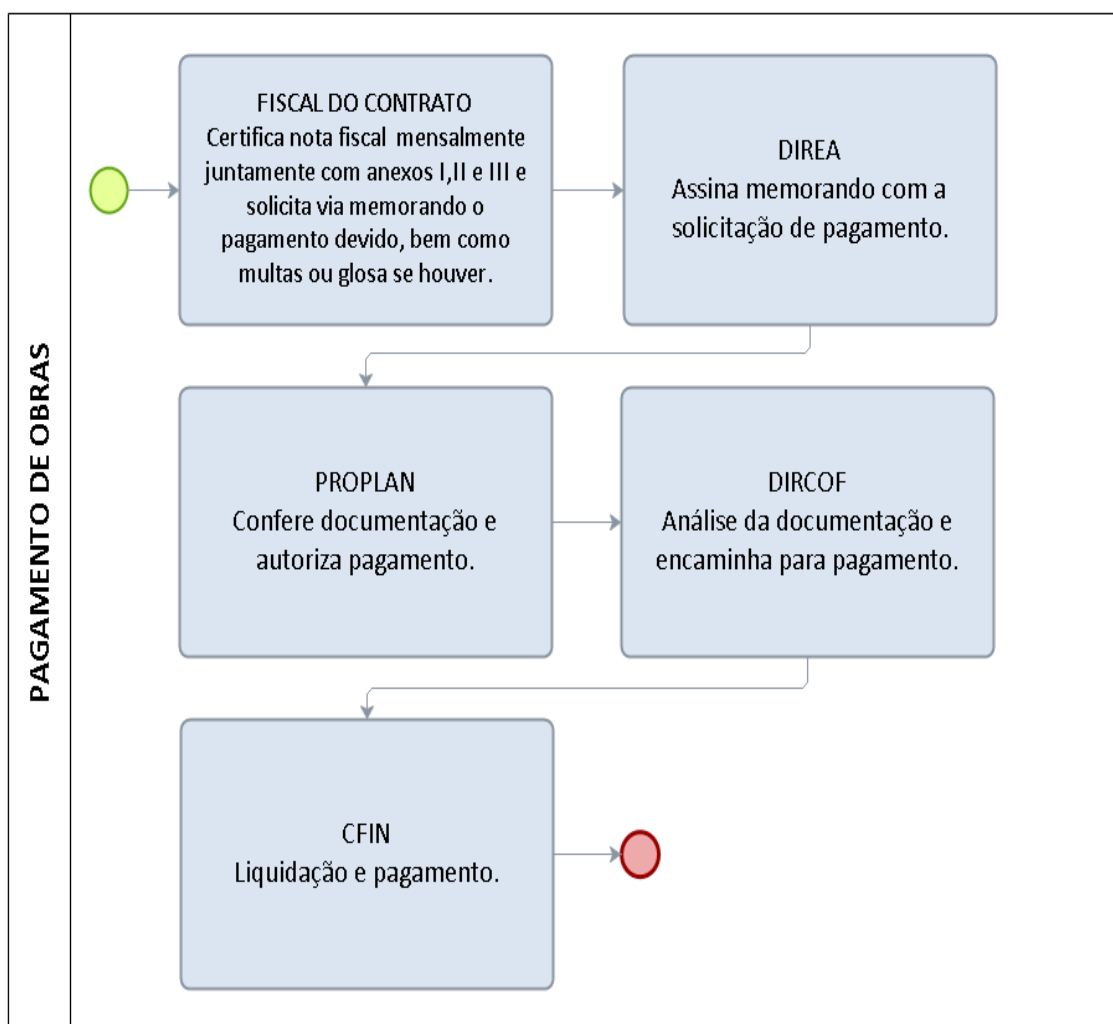 PAGAMENTO DE OBRAS
FISCAL DO CONTRATO
Certifica nota fiscal mensalmente
juntamente com anexos I,II e III e
solicita via memorando o
pagamento devido, bem como
multas ou glosa se houver.
DIREA
Assina memorando com a
solicitação de pagamento.
PROPLAN
Confere documentação e
autoriza pagamento.
DIRCOF
Análise da documentação e
encaminha para pagamento.
CFIN
Liquidação e pagamento.